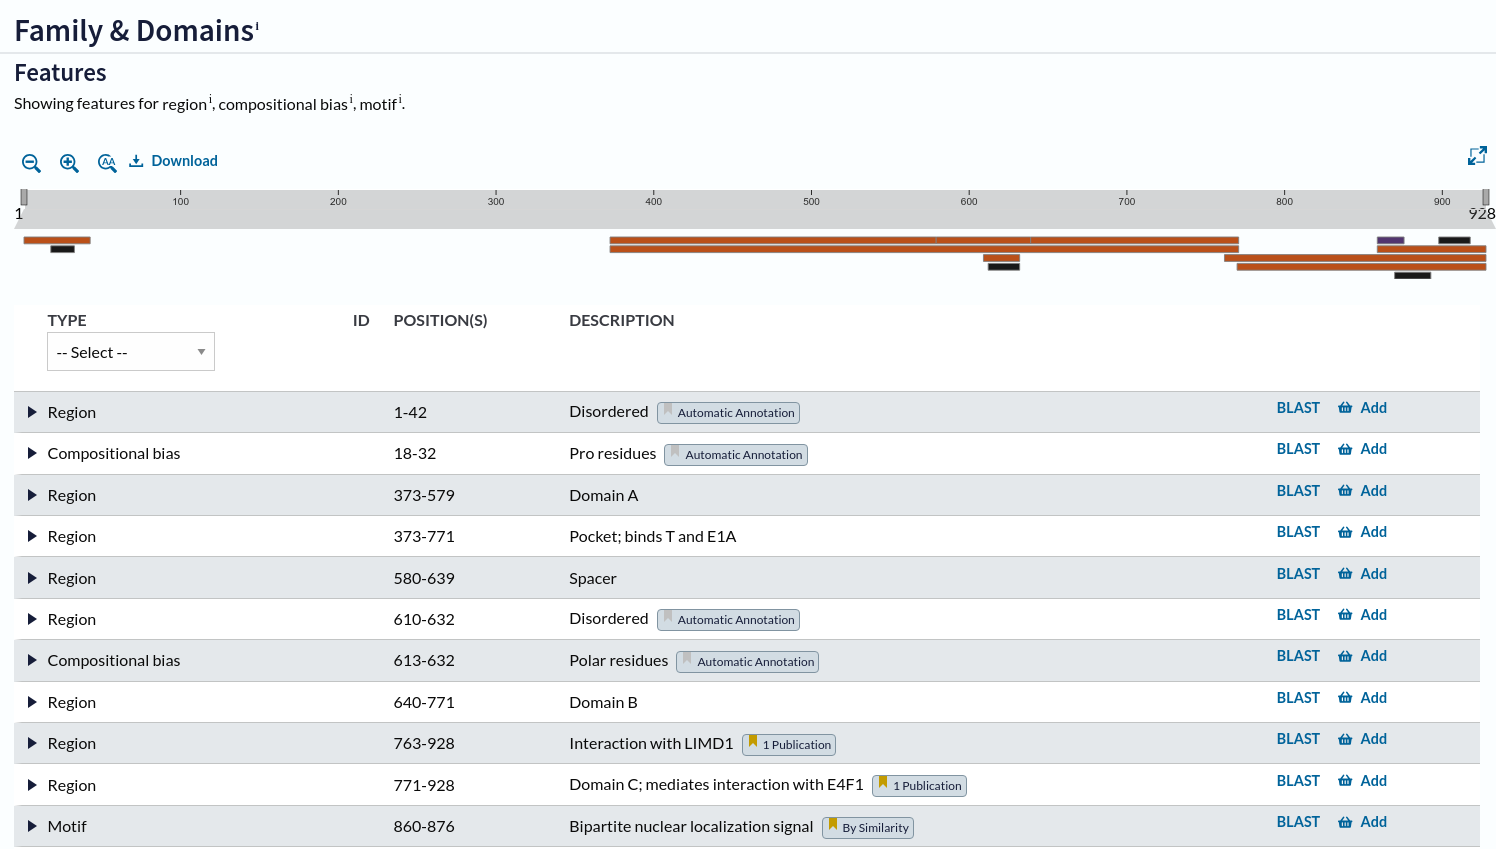 Family & Domains i
Features
Showing features for region i, compositional bias i, motif i.
AA Download
100 200 300 400 500 600 700 800 900
1 928
TYPE ID POSITION(S) DESCRIPTION
-- Select --
Region 1-42 Disordered Automatic Annotation BLAST Add
Compositional bias 18-32 Pro residues Automatic Annotation BLAST Add
Region 373-579 Domain A BLAST Add
Region 373-771 Pocket; binds T and E1A BLAST Add
Region 580-639 Spacer BLAST Add
Region 610-632 Disordered Automatic Annotation BLAST Add
Compositional bias 613-632 Polar residues Automatic Annotation BLAST Add
Region 640-771 Domain B BLAST Add
Region 763-928 Interaction with LIMD1 1 Publication BLAST Add
Region 771-928 Domain C; mediates interaction with E4F1 1 Publication BLAST Add
Motif 860-876 Bipartite nuclear localization signal By Similarity BLAST Add